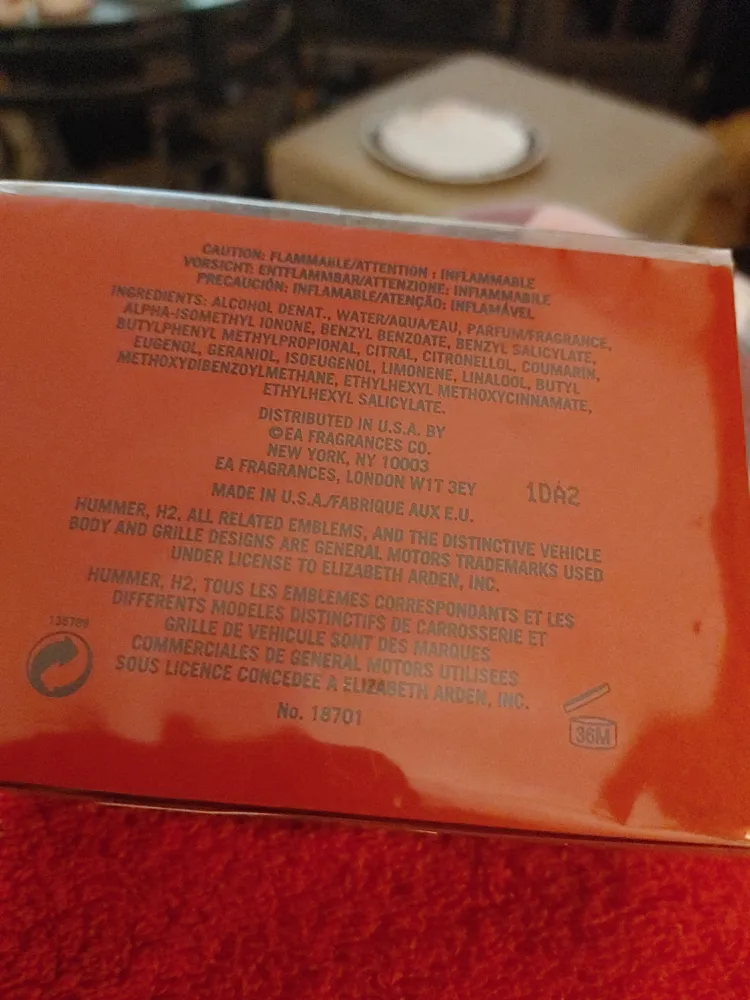 CAUTION: FLAMMABLE/ATTENTION : INFLAMMABLE
VORSICHT: ENTFLAMMBAR/ATTENZIONE: INFIAMMABILE
PRECAUCIÓN: INFLAMABLE/ATENÇÃO: INFLAMÁVEL
INGREDIENTS: ALCOHOL DENAT., WATER/AQUA/EAU, PARFUM/FRAGRANCE,
ALPHA-ISOMETHYL IONONE, BENZYL BENZOATE, BENZYL SALICYLATE,
BUTYLPHENYL METHYLPROPIONAL, CITRAL, CITRONELLOL, COUMARIN,
EUGENOL, GERANIOL, ISOEUGENOL, LIMONENE, LINALOOL, BUTYL
METHOXYDIBENZOYLMETHANE, ETHYLHEXYL METHOXYCINNAMATE,
ETHYLHEXYL SALICYLATE.
DISTRIBUTED IN U.S.A. BY
©EA FRAGRANCES CO.
NEW YORK, NY 10003
EA FRAGRANCES, LONDON W1T 3EY
1DA2
MADE IN U.S.A./FABRIQUE AUX E.U.
HUMMER, H2, ALL RELATED EMBLEMS, AND THE DISTINCTIVE VEHICLE
BODY AND GRILLE DESIGNS ARE GENERAL MOTORS TRADEMARKS USED
UNDER LICENSE TO ELIZABETH ARDEN, INC.
HUMMER, H2, TOUS LES EMBLEMES CORRESPONDANTS ET LES
DIFFERENTS MODELES DISTINCTIFS DE CARROSSERIE ET
GRILLE DE VEHICULE SONT DES MARQUES
COMMERCIALES DE GENERAL MOTORS UTILISEES
SOUS LICENCE CONCEDEE A ELIZABETH ARDEN, INC.
No. 18701
36M